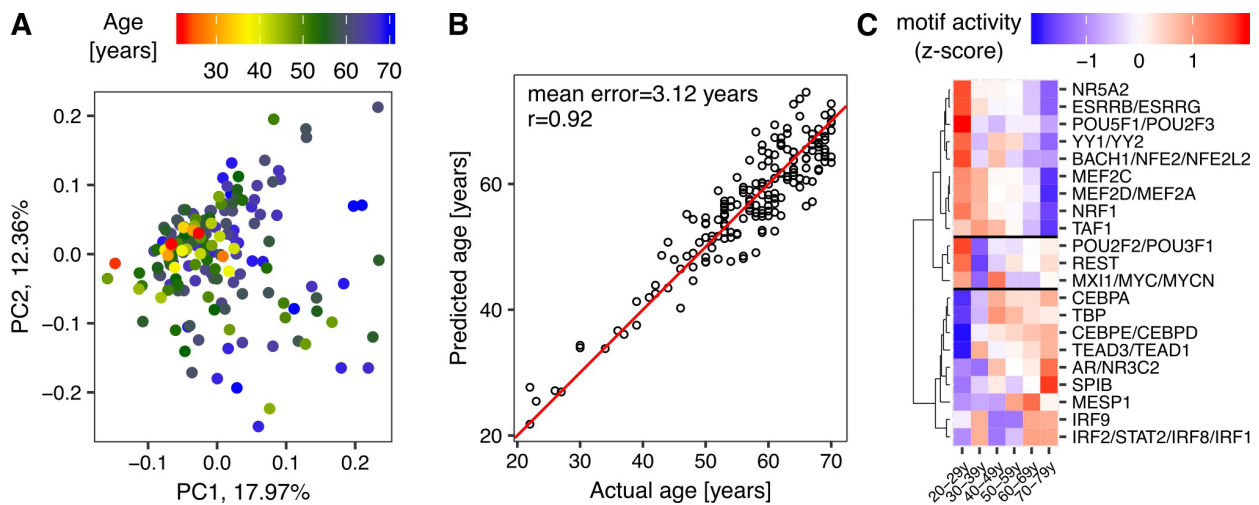 A
Age
[years]
30 40 50 60 70
PC2, 12.36%
0.2
0.1
0.0
−0.1
−0.2
−0.1 0.0 0.1 0.2
PC1, 17.97%
B
mean error=3.12 years
r=0.92
Predicted age [years]
60
40
20
20 30 40 50 60 70
Actual age [years]
C
motif activity
(z-score)
−1 0 1
NR5A2
ESRRB/ESRRG
POU5F1/POU2F3
YY1/YY2
BACH1/NFE2/NFE2L2
MEF2C
MEF2D/MEF2A
NRF1
TAF1
POU2F2/POU3F1
REST
MXI1/MYC/MYCN
CEBPA
TBP
CEBPE/CEBPD
TEAD3/TEAD1
AR/NR3C2
SPIB
MESP1
IRF9
IRF2/STAT2/IRF8/IRF1
20−29y
30−39y
40−49y
50−59y
60−69y
70−79y